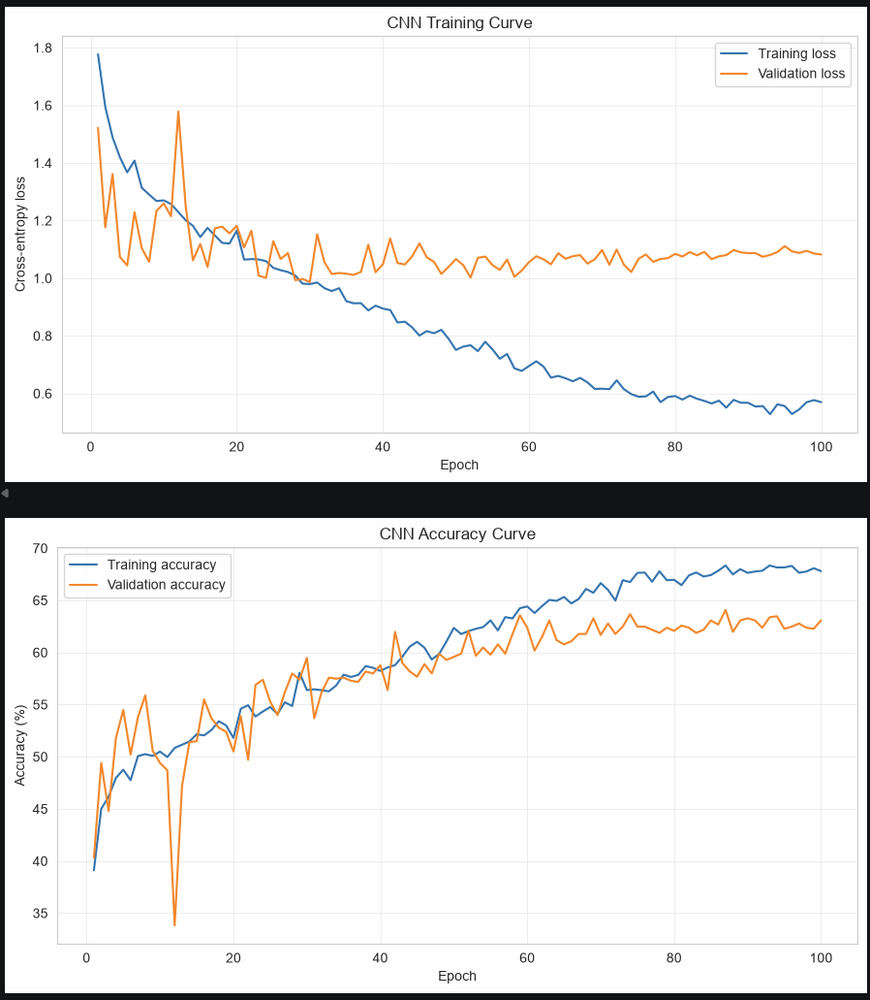 CNN Training Curve
1.8
1.6
1.4
1.2
1.0
0.8
0.6
Cross-entropy loss
Training loss
Validation loss
0 20 40 60 80 100
Epoch
CNN Accuracy Curve
70
65
60
55
50
45
40
35
Accuracy (%)
Training accuracy
Validation accuracy
0 20 40 60 80 100
Epoch